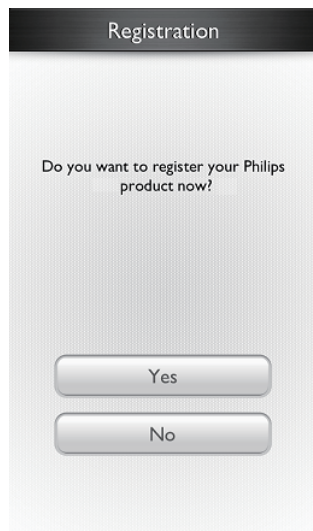 Registration
Do you want to register your Philips
product now?
Yes
No